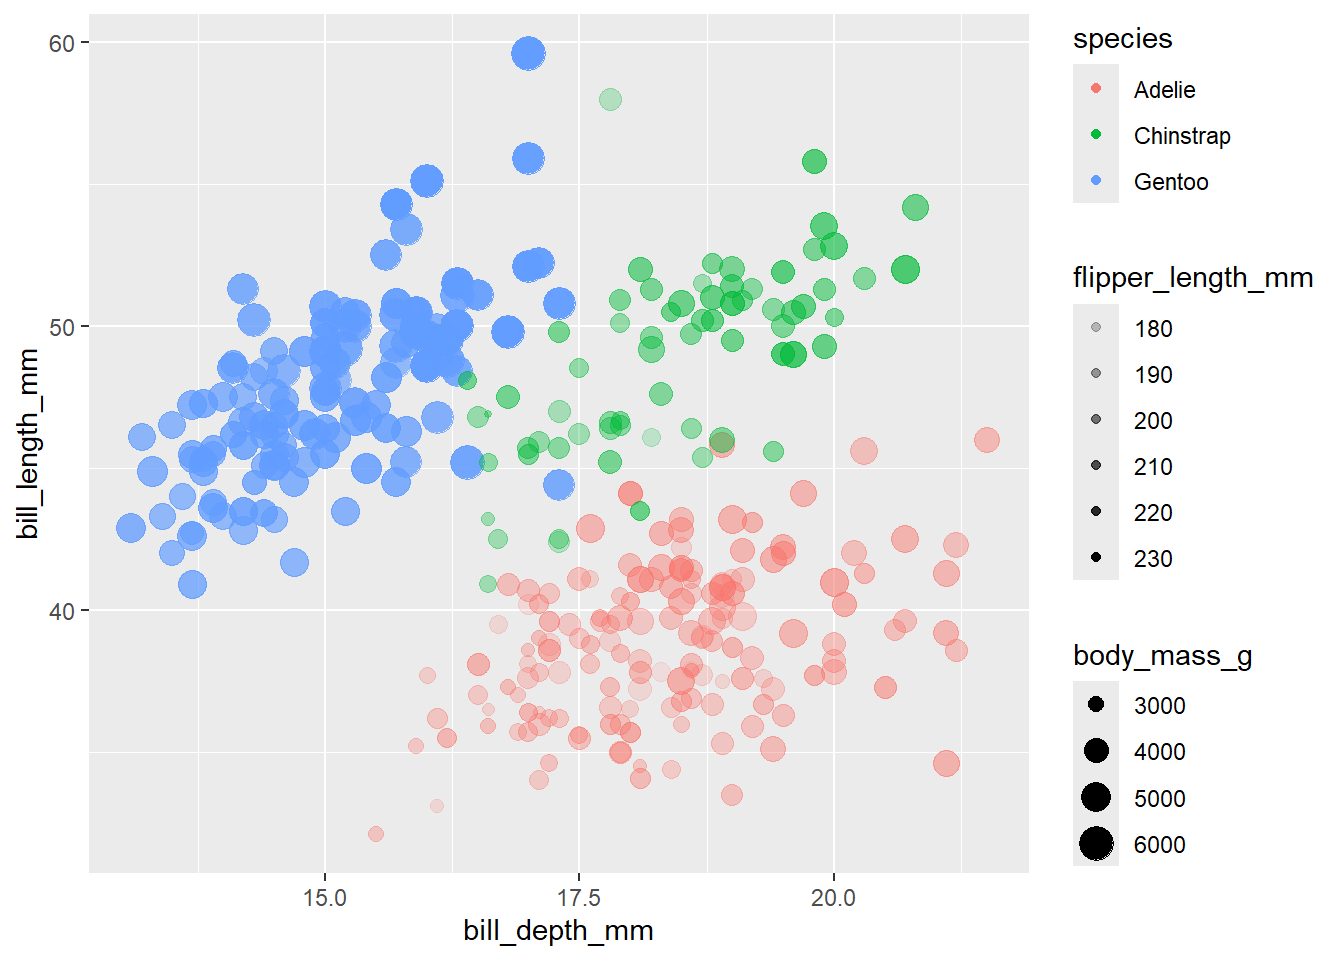 60
50
40
bill_length_mm
15.0
17.5
20.0
bill_depth_mm
species
Adelie
Chinstrap
Gentoo
flipper_length_mm
180
190
200
210
220
230
body_mass_g
3000
4000
5000
6000